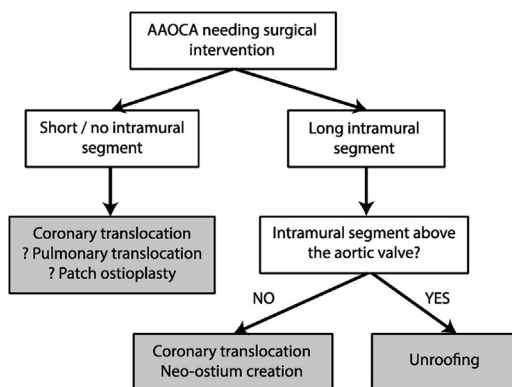 AAOCA needing surgical
intervention
Short / no intramural
segment
Long intramural
segment
Coronary translocation
? Pulmonary translocation
? Patch ostioplasty
Intramural segment above
the aortic valve?
NO
YES
Coronary translocation
Neo-ostium creation
Unroofing